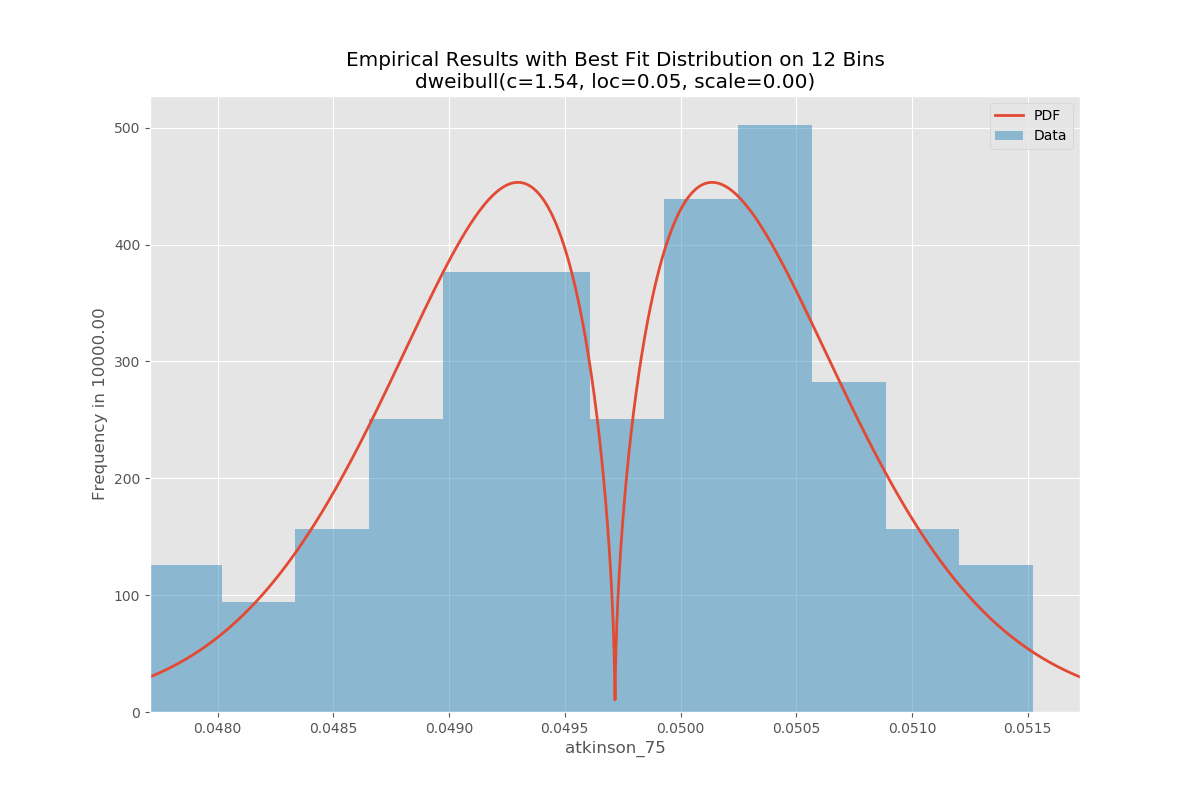 Empirical Results with Best Fit Distribution on 12 Bins
dweibull(c=1.54, loc=0.05, scale=0.00)
PDF
Data
500
400
300
200
100
0
Frequency in 10000.00
0.0480
0.0485
0.0490
0.0495
0.0500
0.0505
0.0510
0.0515
atkinson_75